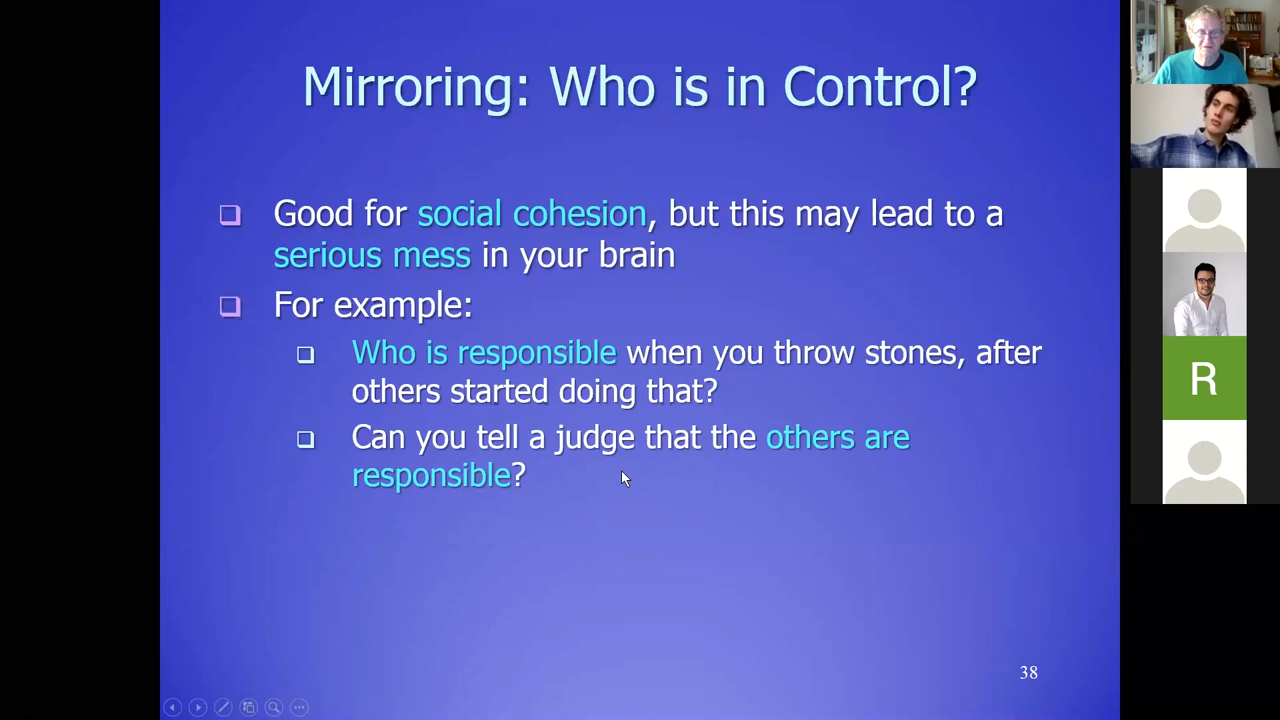 Mirroring: Who is in Control?
Good for social cohesion, but this may lead to a
serious mess in your brain
For example:
Who is responsible when you throw stones, after
others started doing that?
Can you tell a judge that the others are
responsible?
38
R